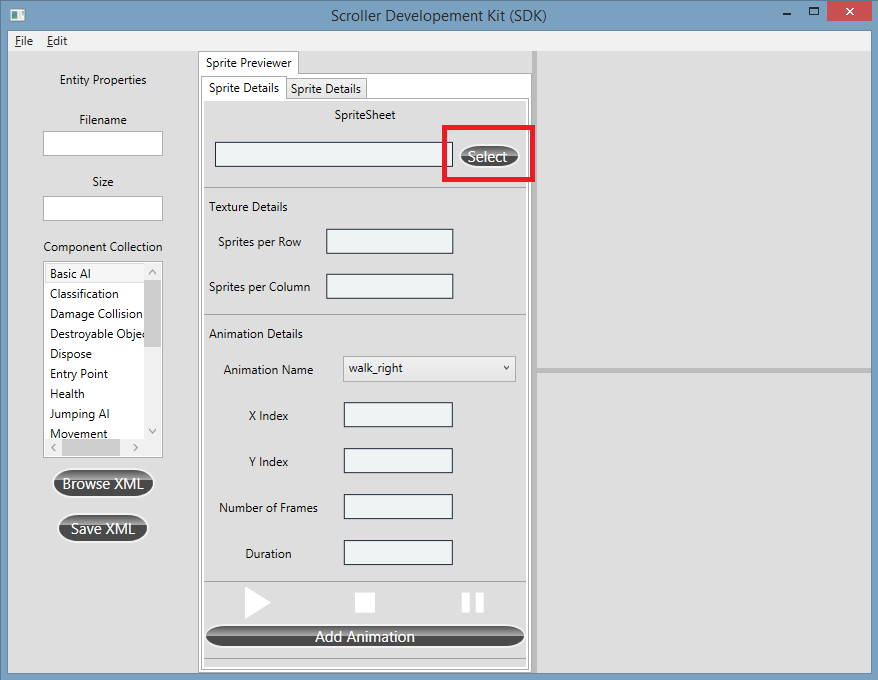 Scroller Developement Kit (SDK)
File Edit
Entity Properties
Filename
Size
Component Collection
Basic AI
Classification
Damage Collision
Destroyable Obje
Dispose
Entry Point
Health
Jumping AI
Movement
Browse XML
Save XML
Sprite Previewer
Sprite Details Sprite Details
SpriteSheet
Select
Texture Details
Sprites per Row
Sprites per Column
Animation Details
Animation Name walk_right
X Index
Y Index
Number of Frames
Duration
Add Animation